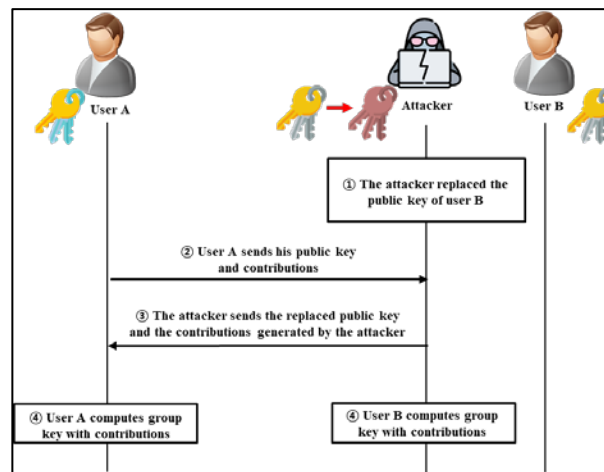 User A
Attacker
User B
① The attacker replaced the
public key of user B
② User A sends his public key
and contributions
③ The attacker sends the replaced public key
and the contributions generated by the attacker
④ User A computes group
key with contributions
④ User B computes group
key with contributions